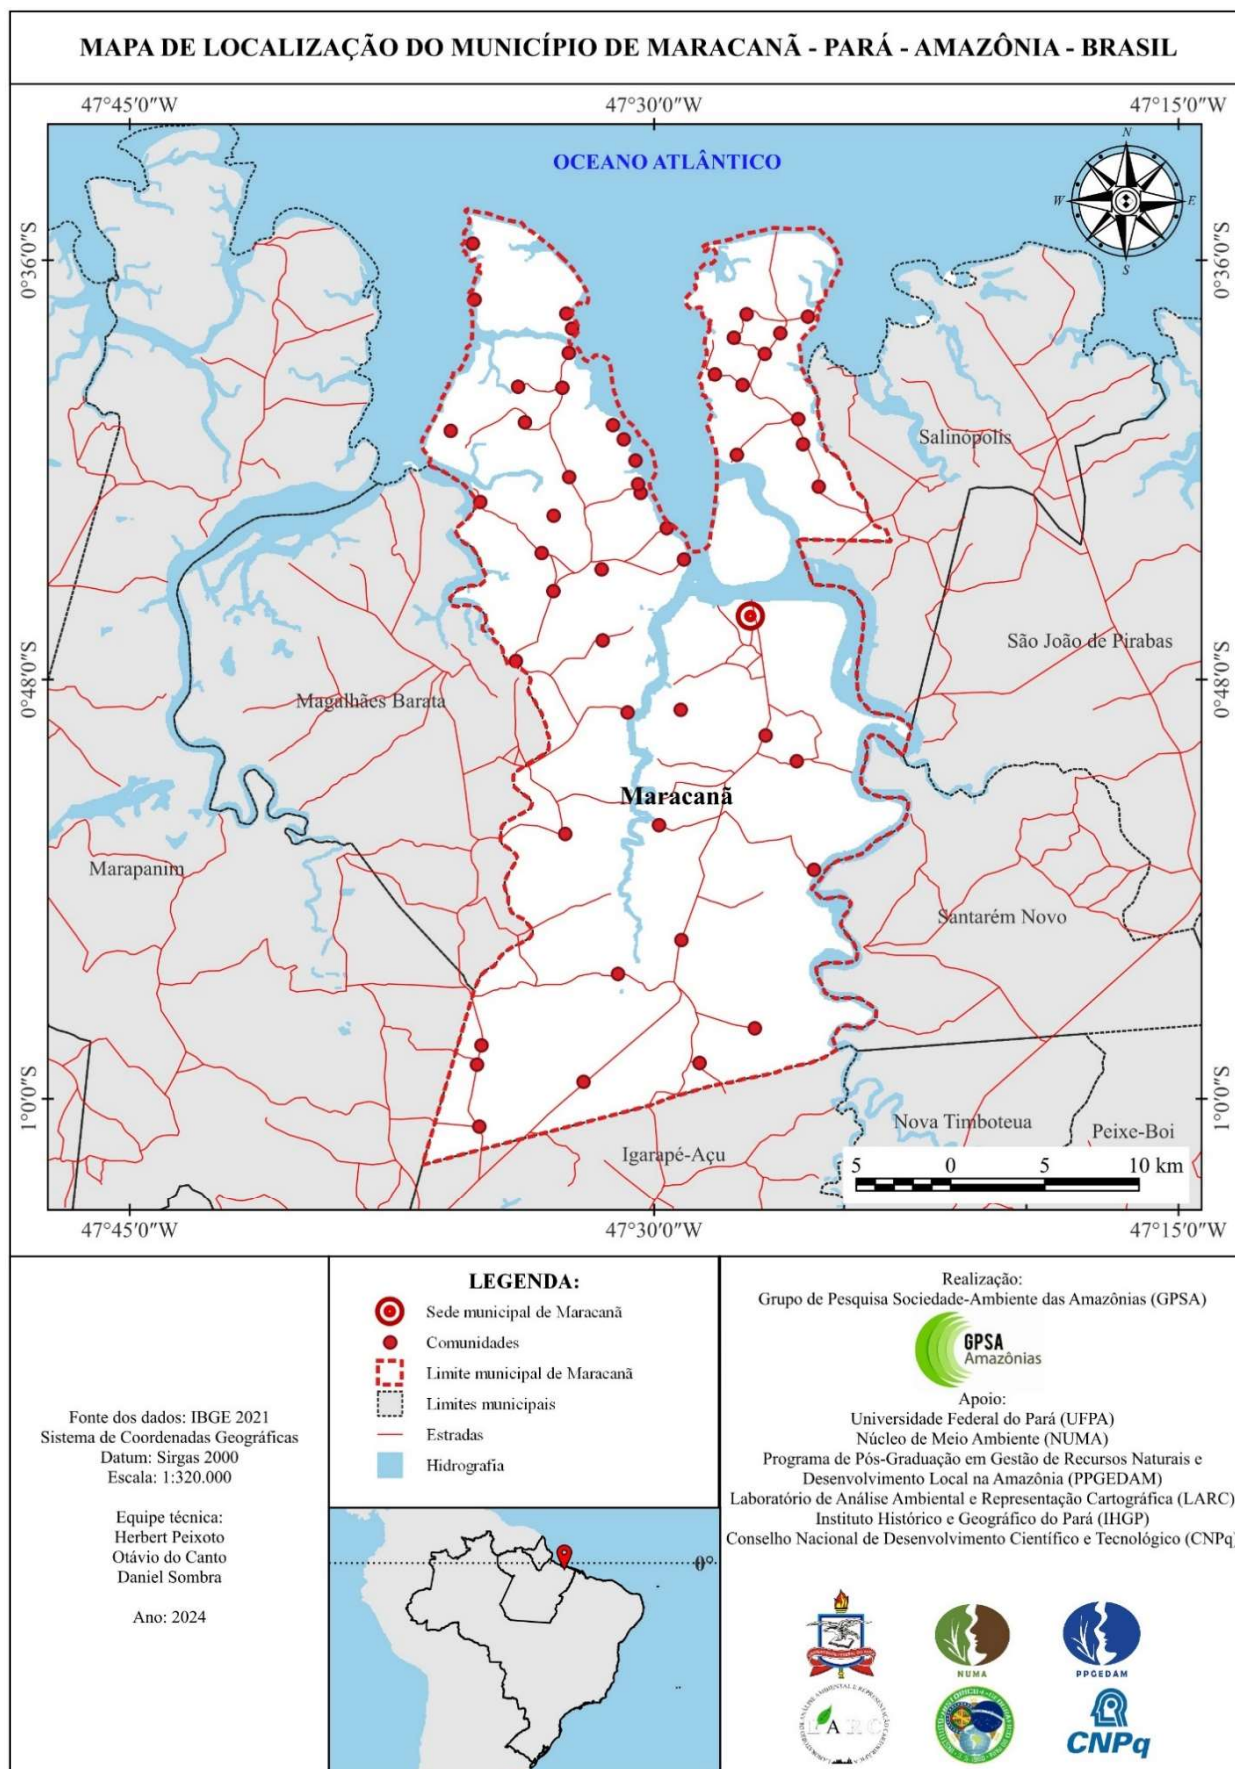 MAPA DE LOCALIZAÇÃO DO MUNICÍPIO DE MARACANÃ - PARÁ - AMAZÔNIA - BRASIL
47°45'0"W
47°30'0"W
47°15'0"W
OCEANO ATLÂNTICO
N
W
E
S
0°36'0"S
0°36'0"S
Salinópolis
São João de Pirabas
0°48'0"S
0°48'0"S
Magalhães Barata
Maracanã
Marapanim
Santarém Novo
1°0'0"S
1°0'0"S
Nova Timboteua
Peixe-Boi
Igarapé-Açu
5 0 5 10 km
47°45'0"W
47°30'0"W
47°15'0"W
Fonte dos dados: IBGE 2021
Sistema de Coordenadas Geográficas
Datum: Sirgas 2000
Escala: 1:320.000
Equipe técnica:
Herbert Peixoto
Otávio do Canto
Daniel Sombra
Ano: 2024
LEGENDA:
Sede municipal de Maracanã
Comunidades
Limite municipal de Maracanã
Limites municipais
Estradas
Hidrografia
0°
Realização:
Grupo de Pesquisa Sociedade-Ambiente das Amazônias (GPSA)
GPSA
Amazônias
Apoio:
Universidade Federal do Pará (UFPA)
Núcleo de Meio Ambiente (NUMA)
Programa de Pós-Graduação em Gestão de Recursos Naturais e
Desenvolvimento Local na Amazônia (PPGEDAM)
Laboratório de Análise Ambiental e Representação Cartográfica (LARC)
Instituto Histórico e Geográfico do Pará (IHGP)
Conselho Nacional de Desenvolvimento Científico e Tecnológico (CNPq)
NUMA
PPGEDAM
LARC
CNPq